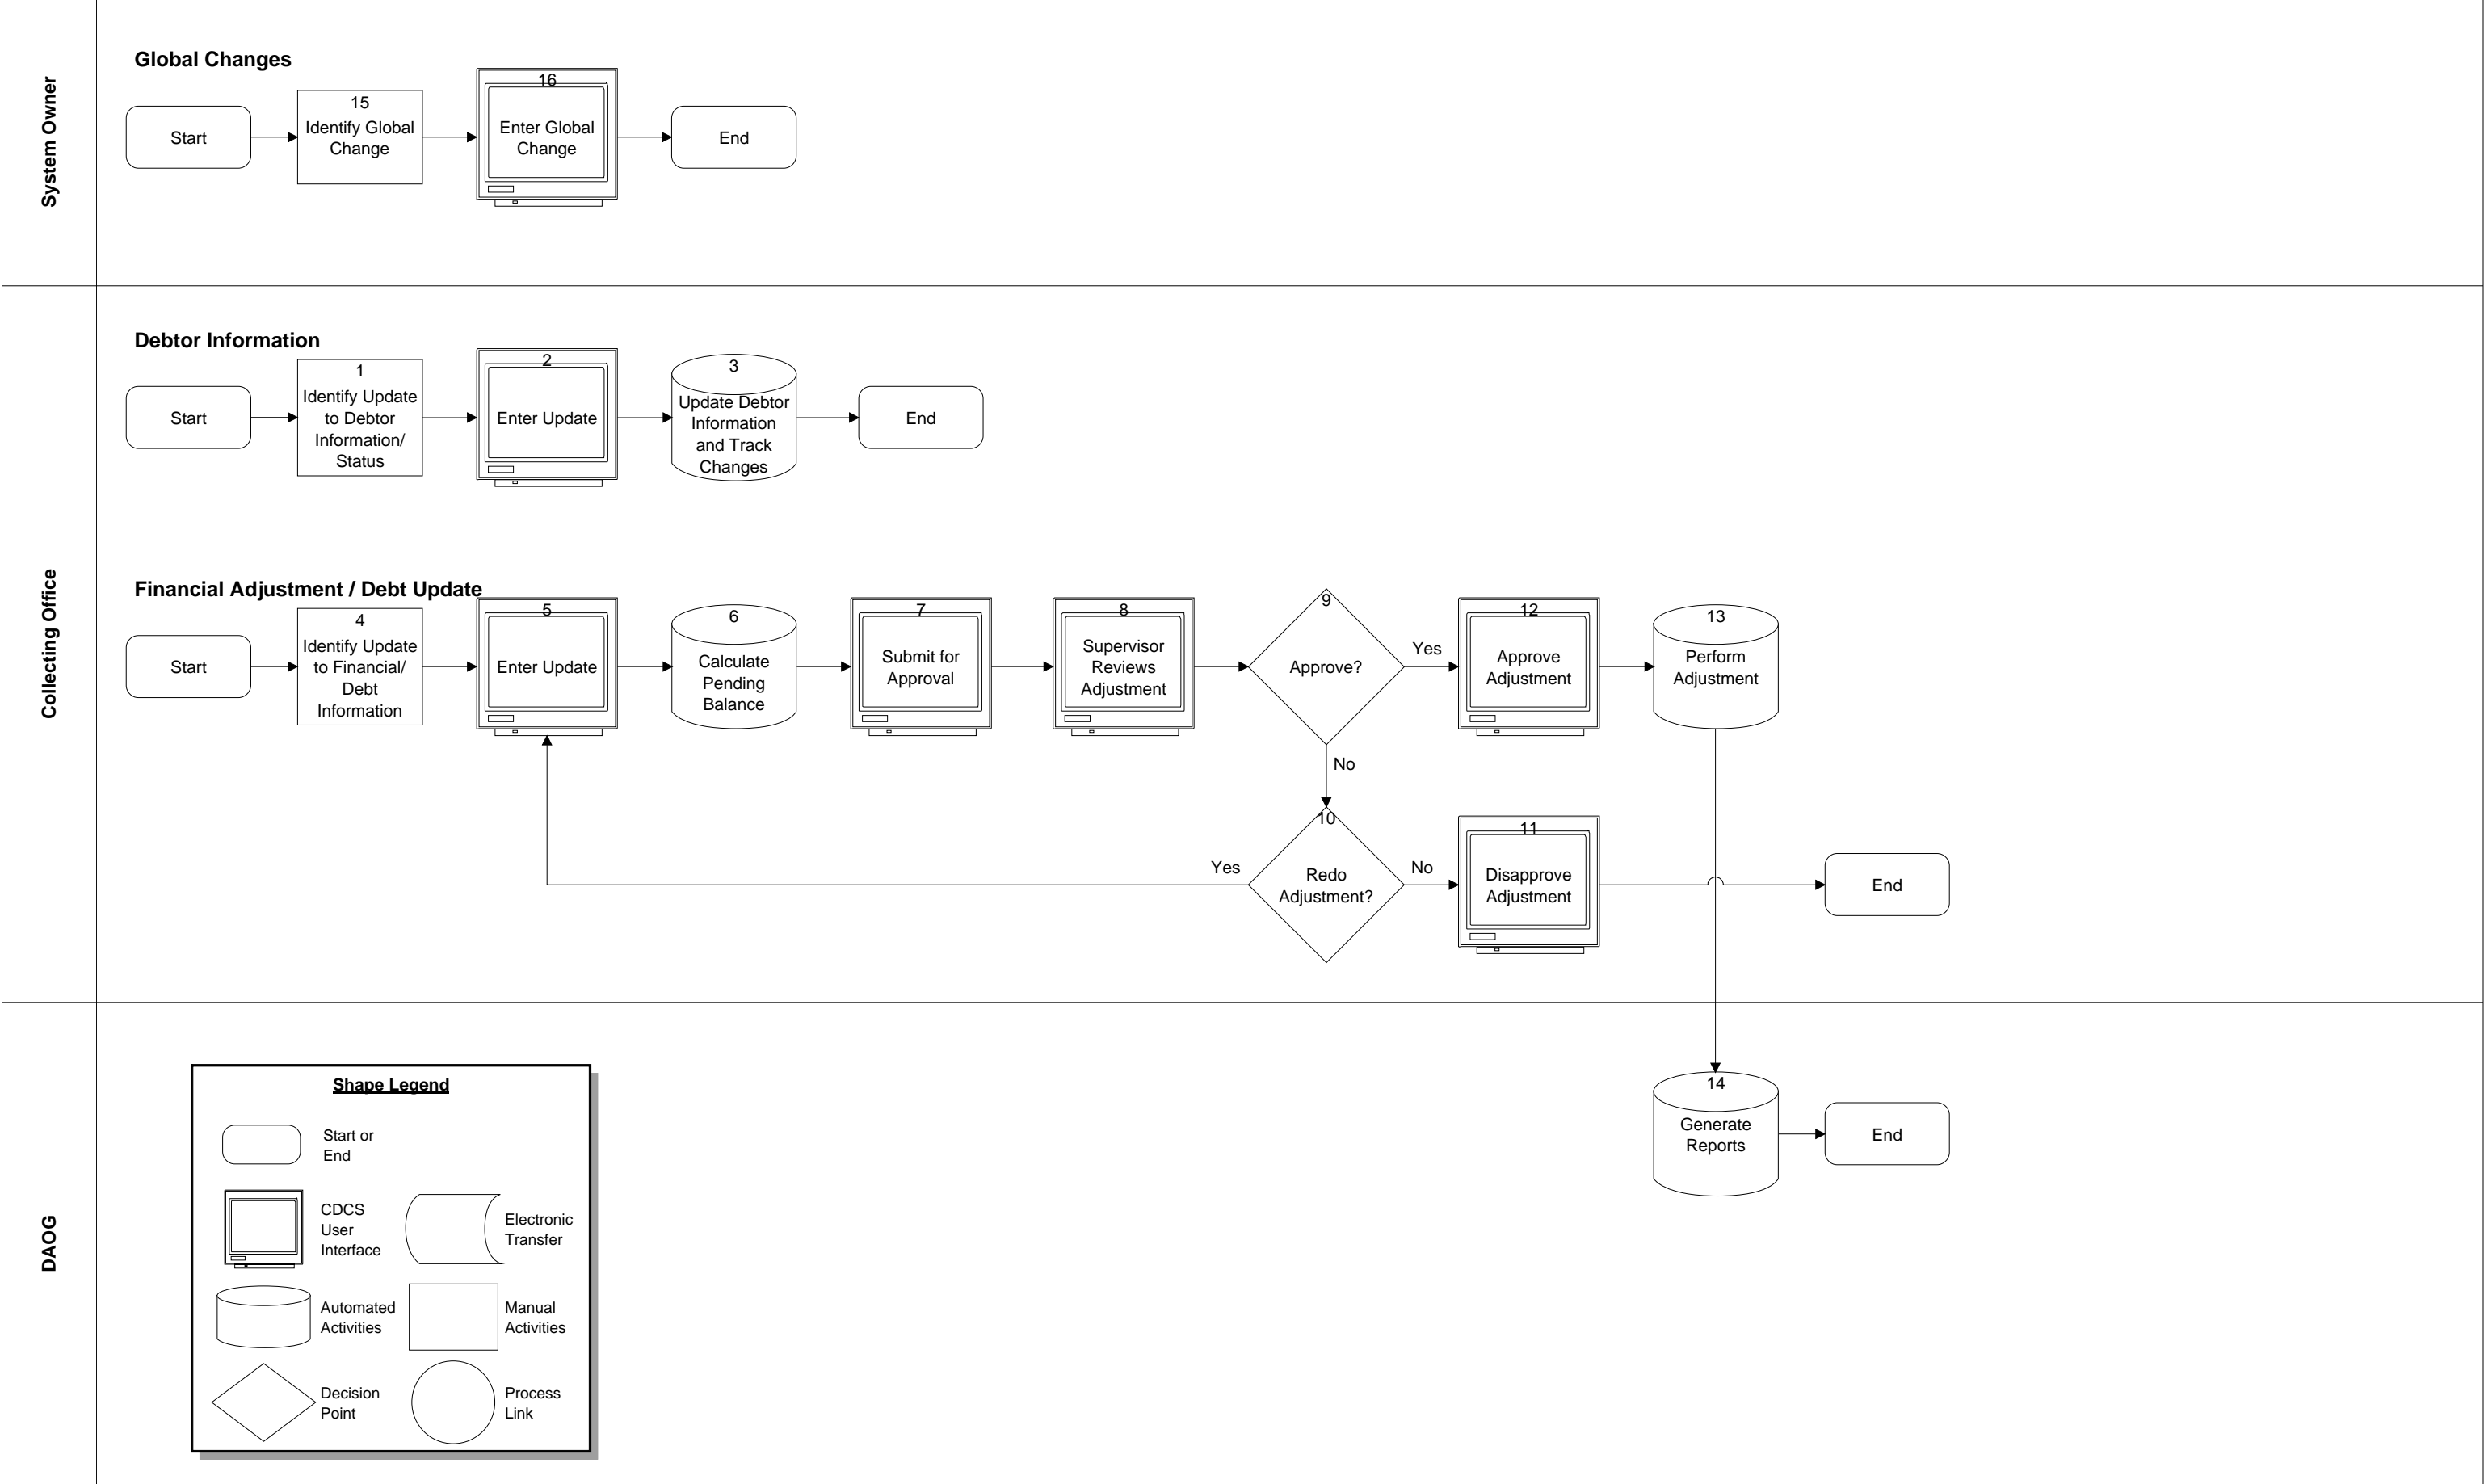 System Owner
Global Changes
Start
15
Identify Global
Change
16
Enter Global
Change
End
Collecting Office
Debtor Information
Start
1
Identify Update
to Debtor
Information/
Status
2
Enter Update
3
Update Debtor
Information
and Track
Changes
End
Financial Adjustment / Debt Update
Start
4
Identify Update
to Financial/
Debt
Information
5
Enter Update
6
Calculate
Pending
Balance
7
Submit for
Approval
8
Supervisor
Reviews
Adjustment
9
Approve?
Yes
12
Approve
Adjustment
13
Perform
Adjustment
No
10
Redo
Adjustment?
Yes
No
11
Disapprove
Adjustment
End
DAOG
14
Generate
Reports
End
Shape Legend
Start or
End
CDCS
User
Interface
Electronic
Transfer
Automated
Activities
Manual
Activities
Decision
Point
Process
Link